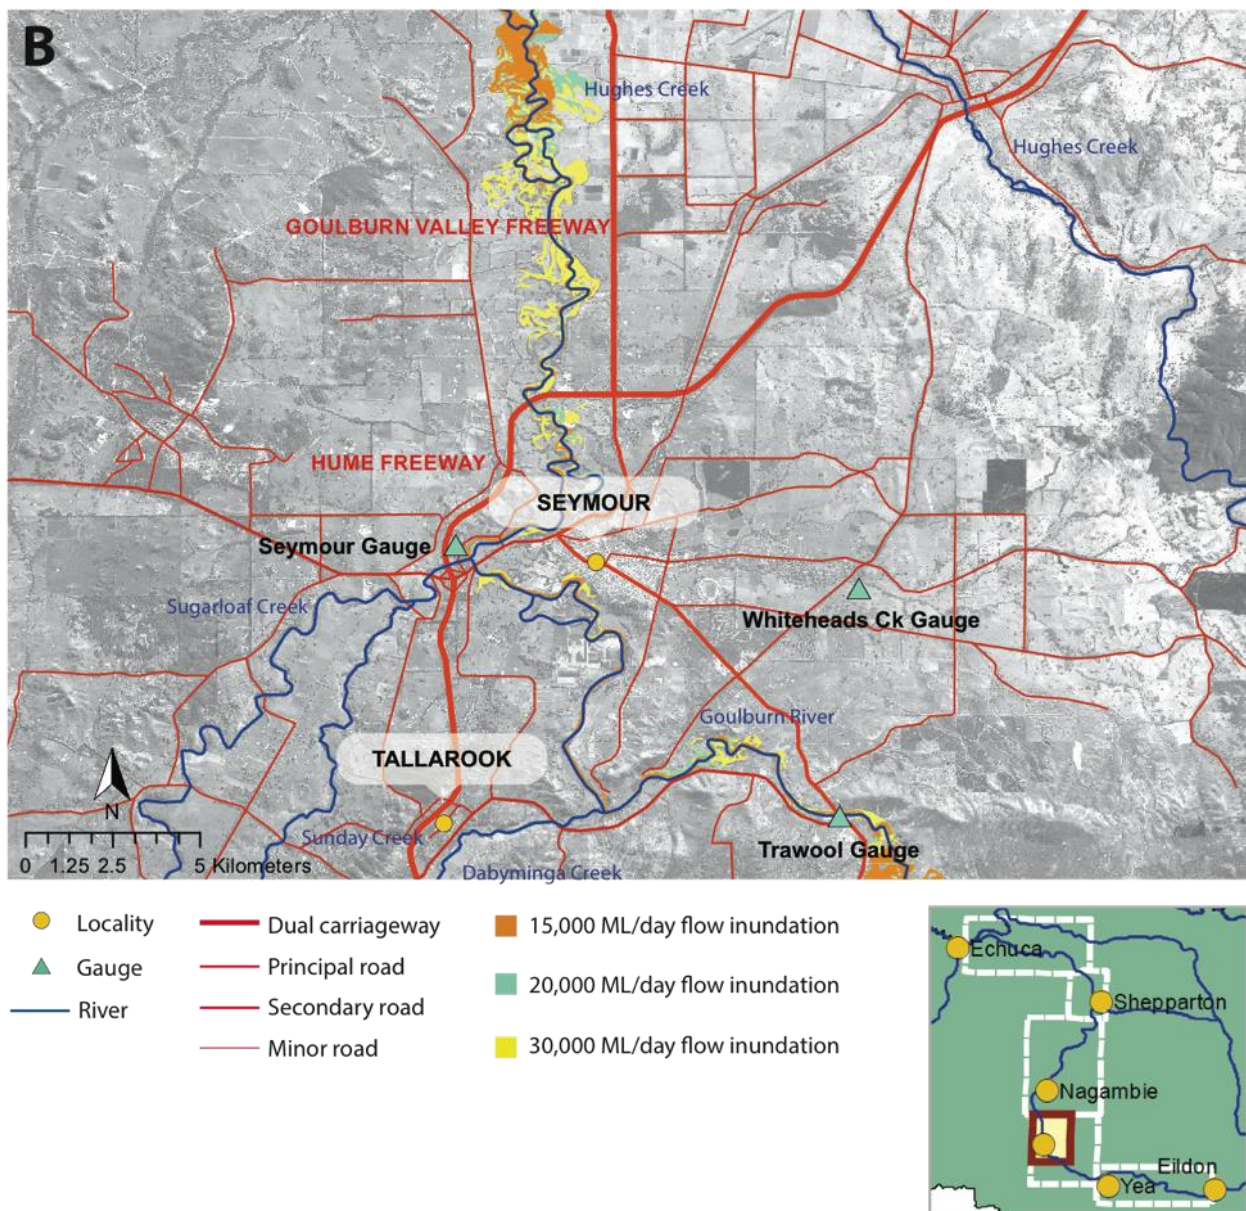 B
Hughes Creek
Hughes Creek
GOULBURN VALLEY FREEWAY
HUME FREEWAY
SEYMOUR
Seymour Gauge
Sugarloaf Creek
Whiteheads Ck Gauge
Goulburn River
TALLAROOK
N
Sunday Creek
0 1.25 2.5 5 Kilometers
Trawool Gauge
Dabyminga Creek
Locality
Gauge
River
Dual carriageway
Principal road
Secondary road
Minor road
15,000 ML/day flow inundation
20,000 ML/day flow inundation
30,000 ML/day flow inundation
Echuca
Shepparton
Nagambie
Eildon
Yea